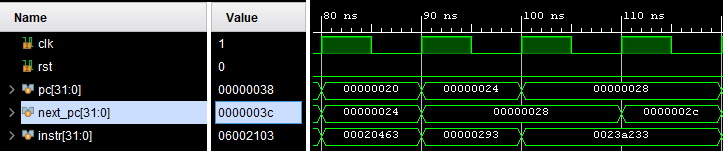 Name Value 80 ns 90 ns 100 ns 110 ns
clk 1
rst 0
pc[31:0] 00000038 00000020 00000024 00000028
next_pc[31:0] 0000003c 00000024 00000028 0000002c
instr[31:0] 06002103 00020463 00000293 0023a233